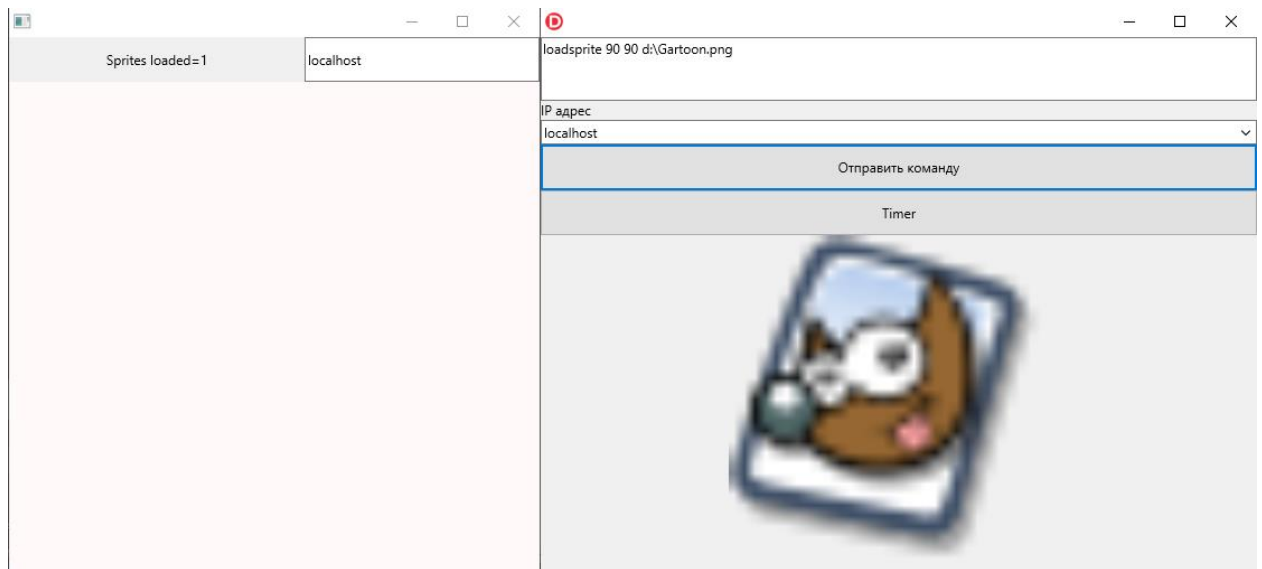 Sprites loaded=1
localhost
loadsprite 90 90 d:\Gartoon.png
IP адрес
localhost
Отправить команду
Timer